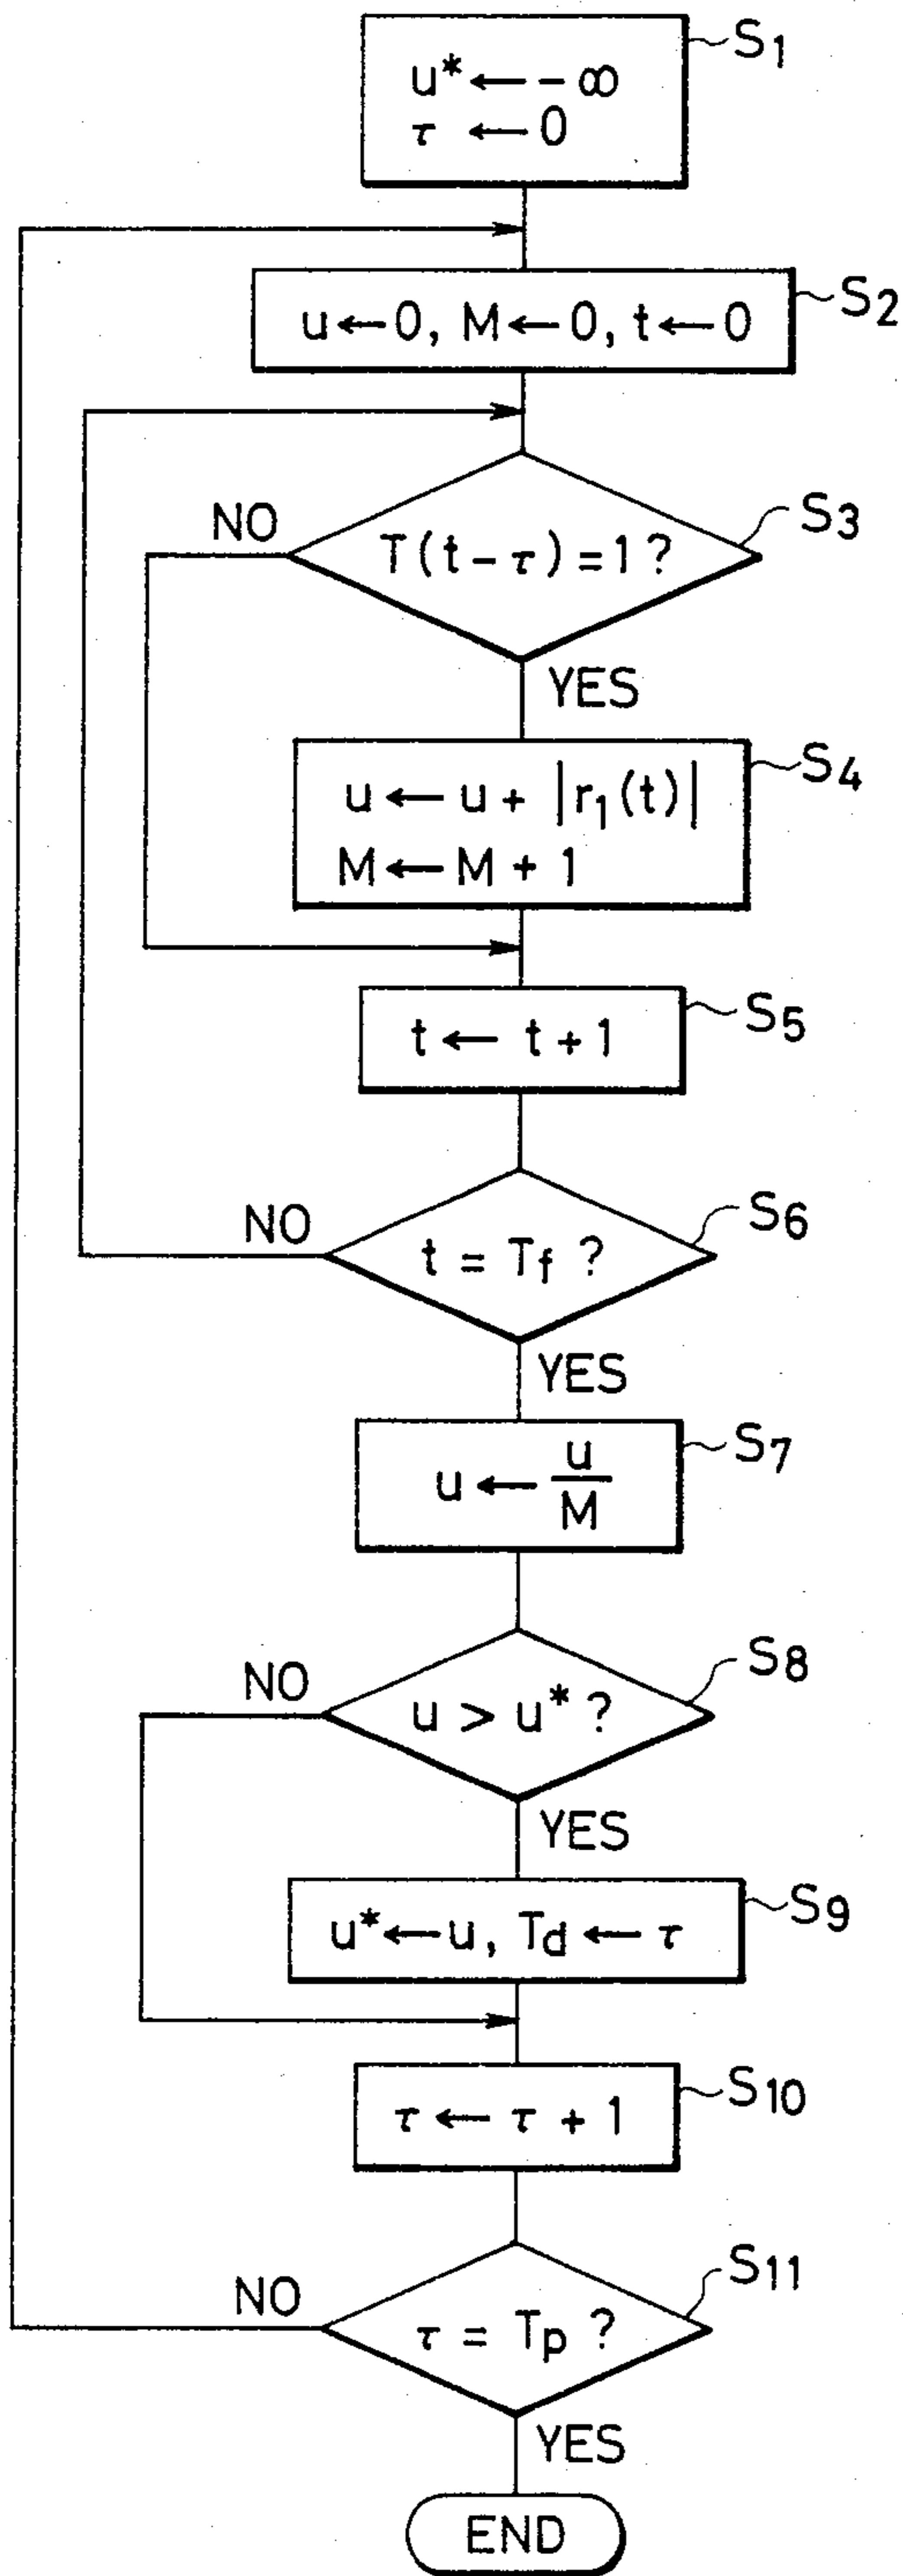 S1
u* ← - ∞
τ ← 0
S2
u ← 0, M ← 0, t ← 0
S3
NO
T(t - τ) = 1 ?
YES
S4
u ← u + |r1(t)|
M ← M + 1
S5
t ← t + 1
S6
NO
t = Tf ?
YES
S7
u ← u/M
S8
NO
u > u* ?
YES
S9
u* ← u, Td ← τ
S10
τ ← τ + 1
S11
NO
τ = Tp ?
YES
END